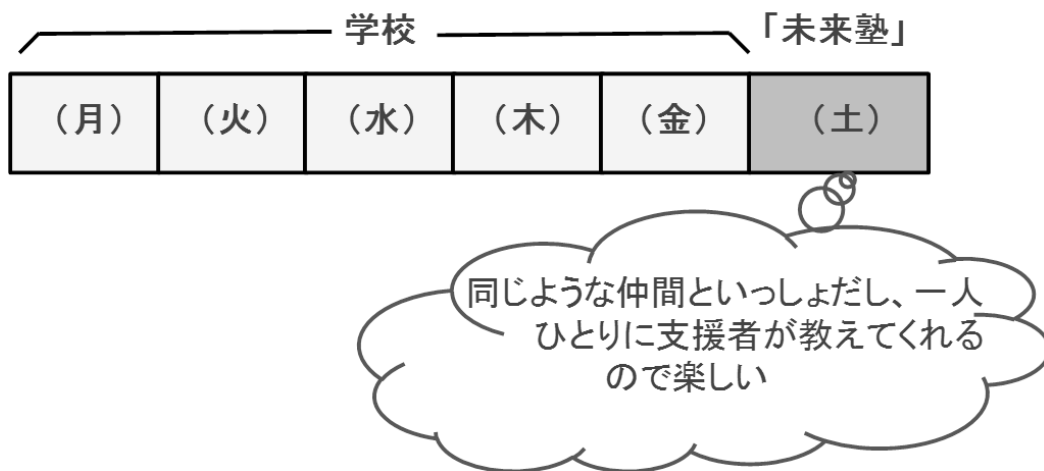 学校
「未来塾」
（月）
（火）
（水）
（木）
（金）
（土）
同じような仲間といっしょだし、一人
ひとりに支援者が教えてくれる
ので楽しい